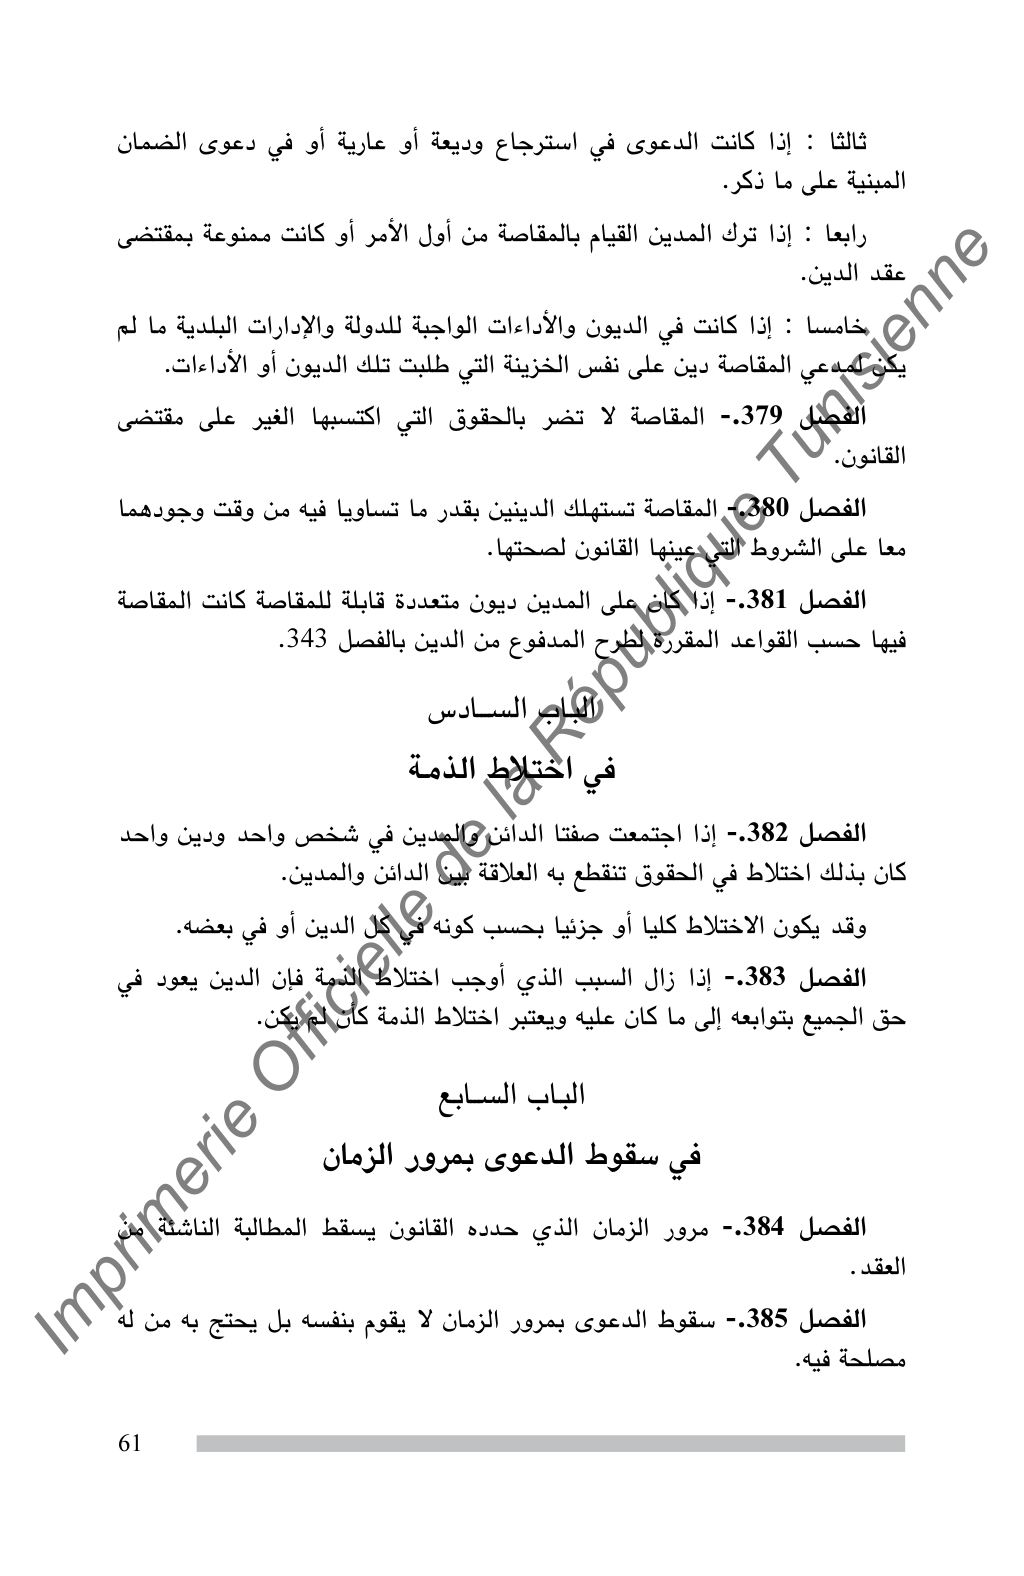 ثالثا : إذا كانت الدعوى في استرجاع وديعة أو عارية أو في دعوى الضمان
المبنية على ما ذكر.
رابعا : إذا ترك المدين القيام بالمقاصة من أول الأمر أو كانت ممنوعة بمقتضى
عقد الدين.
خامسا : إذا كانت في الديون والأداءات الواجبة للدولة والإدارات البلدية ما لم
يكن لمدعي المقاصة دين على نفس الخزينة التي طلبت تلك الديون أو الأداءات.
الفصل 379.- المقاصة لا تضر بالحقوق التي اكتسبها الغير على مقتضى
القانون.
الفصل 380.- المقاصة تستهلك الدينين بقدر ما تساويا فيه من وقت وجودهما
معا على الشروط التي عينها القانون لصحتها.
الفصل 381.- إذا كان على المدين ديون متعددة قابلة للمقاصة كانت المقاصة
فيها حسب القواعد المقررة لطرح المدفوع من الدين بالفصل 343.
الباب الســادس
في اختلاط الذمة
الفصل 382.- إذا اجتمعت صفتا الدائن والمدين في شخص واحد ودين واحد
كان بذلك اختلاط في الحقوق تنقطع به العلاقة بين الدائن والمدين.
وقد يكون الاختلاط كليا أو جزئيا بحسب كونه في كل الدين أو في بعضه.
الفصل 383.- إذا زال السبب الذي أوجب اختلاط الذمة فإن الدين يعود في
حق الجميع بتوابعه إلى ما كان عليه ويعتبر اختلاط الذمة كأن لم يكن.
الباب السـابع
في سقوط الدعوى بمرور الزمان
الفصل 384.- مرور الزمان الذي حدده القانون يسقط المطالبة الناشئة من
العقد.
الفصل 385.- سقوط الدعوى بمرور الزمان لا يقوم بنفسه بل يحتج به من له
مصلحة فيه.
61
Imprimerie Officielle de la République Tunisienne